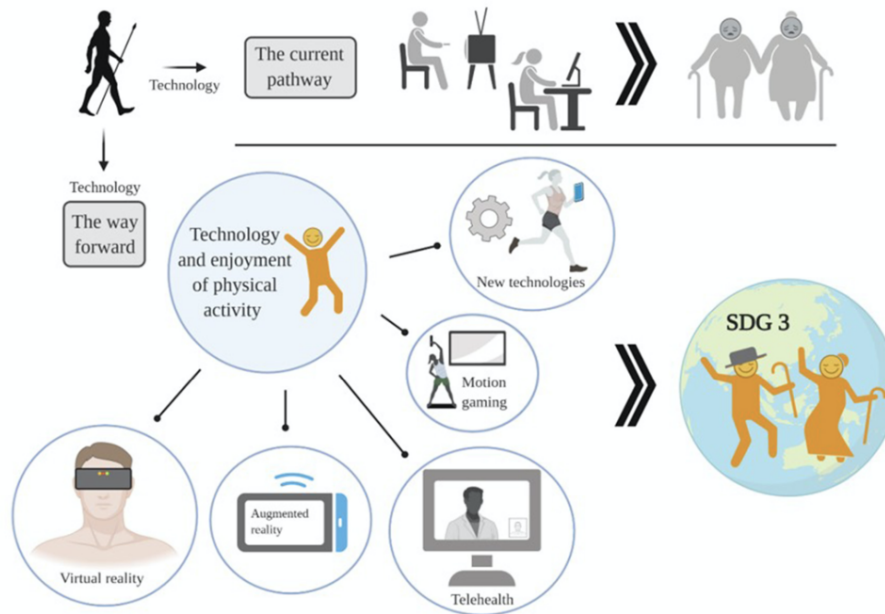 Technology
The current
pathway
Technology
The way
forward
Technology
and enjoyment
of physical
activity
New technologies
Motion
gaming
SDG 3
Virtual reality
Augmented
reality
Telehealth